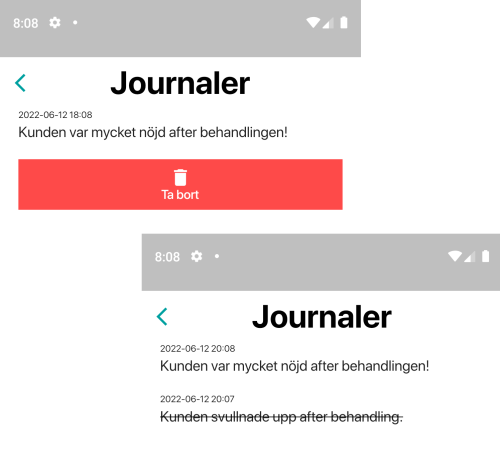 8:08
Journaler
2022-06-12 18:08
Kunden var mycket nöjd after behandlingen!
Ta bort
8:08
Journaler
2022-06-12 20:08
Kunden var mycket nöjd after behandlingen!
2022-06-12 20:07
Kunden svullnade upp after behandling.